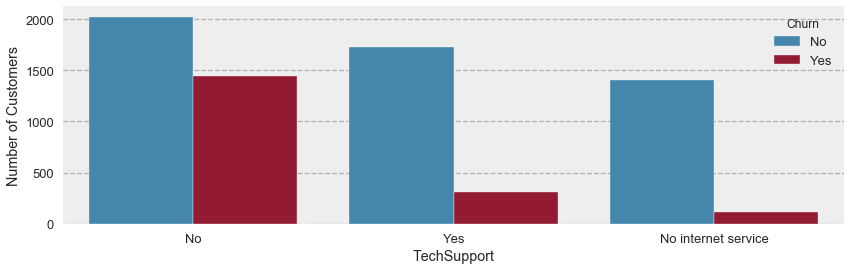 2000
1500
1000
500
0
Number of Customers
Churn
No
Yes
No
Yes
No internet service
TechSupport